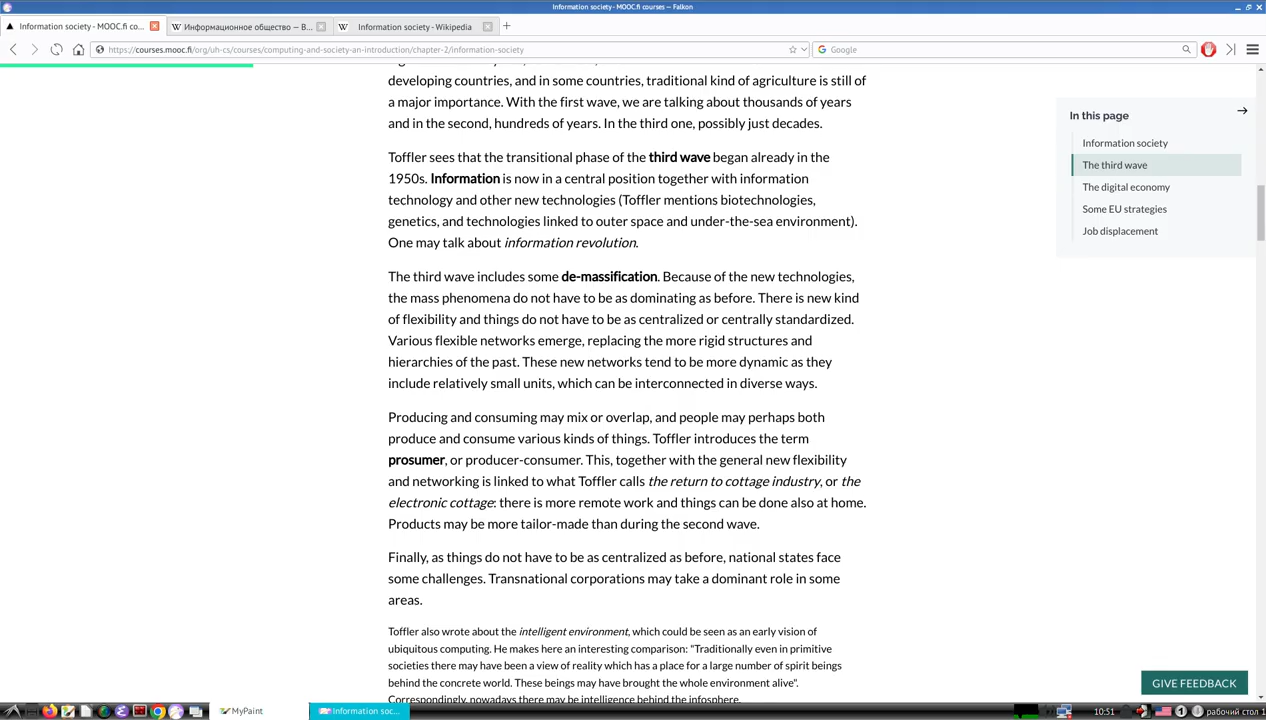 Information society - MOOC.fi courses — Falkon
Information society - MOOC.fi co...
Информационное общество — В...
Information society - Wikipedia
https://courses.mooc.fi/org/uh-cs/courses/computing-and-society-an-introduction/chapter-2/information-society
Google
developing countries, and in some countries, traditional kind of agriculture is still of
a major importance. With the first wave, we are talking about thousands of years
and in the second, hundreds of years. In the third one, possibly just decades.
Toffler sees that the transitional phase of the third wave began already in the
1950s. Information is now in a central position together with information
technology and other new technologies (Toffler mentions biotechnologies,
genetics, and technologies linked to outer space and under-the-sea environment).
One may talk about information revolution.
The third wave includes some de-massification. Because of the new technologies,
the mass phenomena do not have to be as dominating as before. There is new kind
of flexibility and things do not have to be as centralized or centrally standardized.
Various flexible networks emerge, replacing the more rigid structures and
hierarchies of the past. These new networks tend to be more dynamic as they
include relatively small units, which can be interconnected in diverse ways.
Producing and consuming may mix or overlap, and people may perhaps both
produce and consume various kinds of things. Toffler introduces the term
prosumer, or producer-consumer. This, together with the general new flexibility
and networking is linked to what Toffler calls the return to cottage industry, or the
electronic cottage: there is more remote work and things can be done also at home.
Products may be more tailor-made than during the second wave.
Finally, as things do not have to be as centralized as before, national states face
some challenges. Transnational corporations may take a dominant role in some
areas.
Toffler also wrote about the intelligent environment, which could be seen as an early vision of
ubiquitous computing. He makes here an interesting comparison: "Traditionally even in primitive
societies there may have been a view of reality which has a place for a large number of spirit beings
behind the concrete world. These beings may have brought the whole environment alive".
Correspondingly, nowadays there may be intelligence behind the infosphere.
In this page
Information society
The third wave
The digital economy
Some EU strategies
Job displacement
GIVE FEEDBACK
MyPaint
Information soc...
10:51
рабочий стол 1